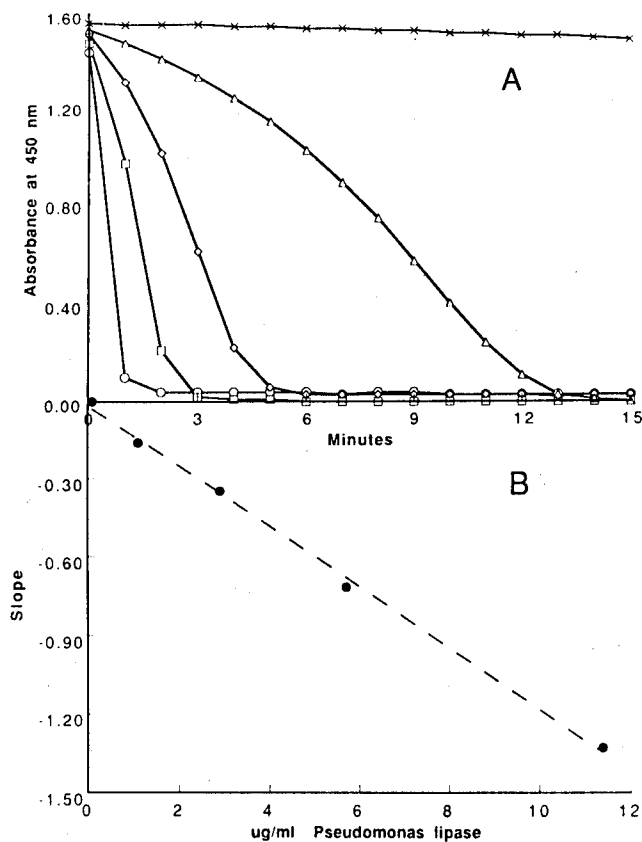 1.60
A
1.20
Absorbance at 450 nm
0.80
0.40
0.00
0 3 6 9 12 15
Minutes
B
-0.30
-0.60
Slope
-0.90
-1.20
-1.50
0 2 4 6 8 10 12
ug/ml Pseudomonas lipase